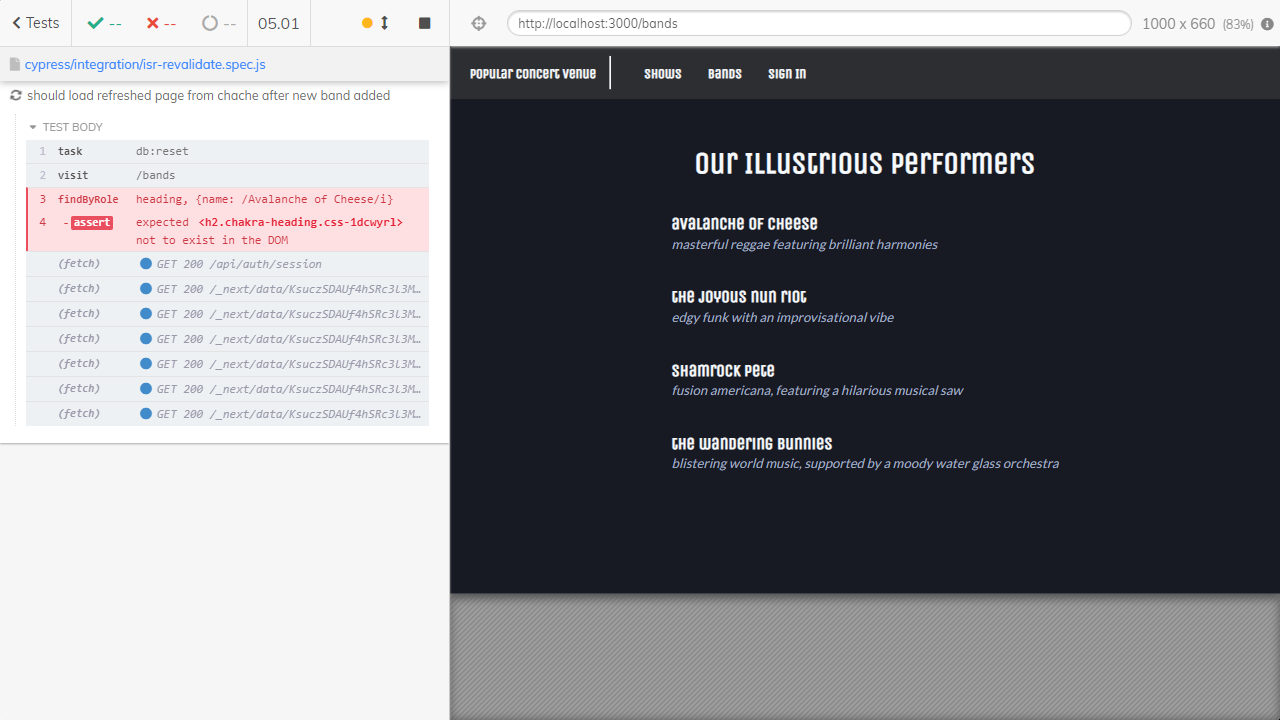 Tests
--
--
--
05.01
http://localhost:3000/bands
1000 x 660 (83%)
cypress/integration/isr-revalidate.spec.js
should load refreshed page from chache after new band added
TEST BODY
1 task db:reset
2 visit /bands
3 findByRole heading, {name: /Avalanche of Cheese/i}
4 -assert expected <h2.chakra-heading.css-1dcwyrl>
not to exist in the DOM
(fetch) GET 200 /api/auth/session
(fetch) GET 200 /_next/data/KsuczSDAUf4hSRc3l3M…
(fetch) GET 200 /_next/data/KsuczSDAUf4hSRc3l3M…
(fetch) GET 200 /_next/data/KsuczSDAUf4hSRc3l3M…
(fetch) GET 200 /_next/data/KsuczSDAUf4hSRc3l3M…
(fetch) GET 200 /_next/data/KsuczSDAUf4hSRc3l3M…
(fetch) GET 200 /_next/data/KsuczSDAUf4hSRc3l3M…
Popular Concert Venue
Shows Bands Sign in
Our Illustrious Performers
Avalanche of Cheese
masterful reggae featuring brilliant harmonies
The Joyous Nun Riot
edgy funk with an improvisational vibe
Shamrock Pete
fusion americana, featuring a hilarious musical saw
The Wandering Bunnies
blistering world music, supported by a moody water glass orchestra